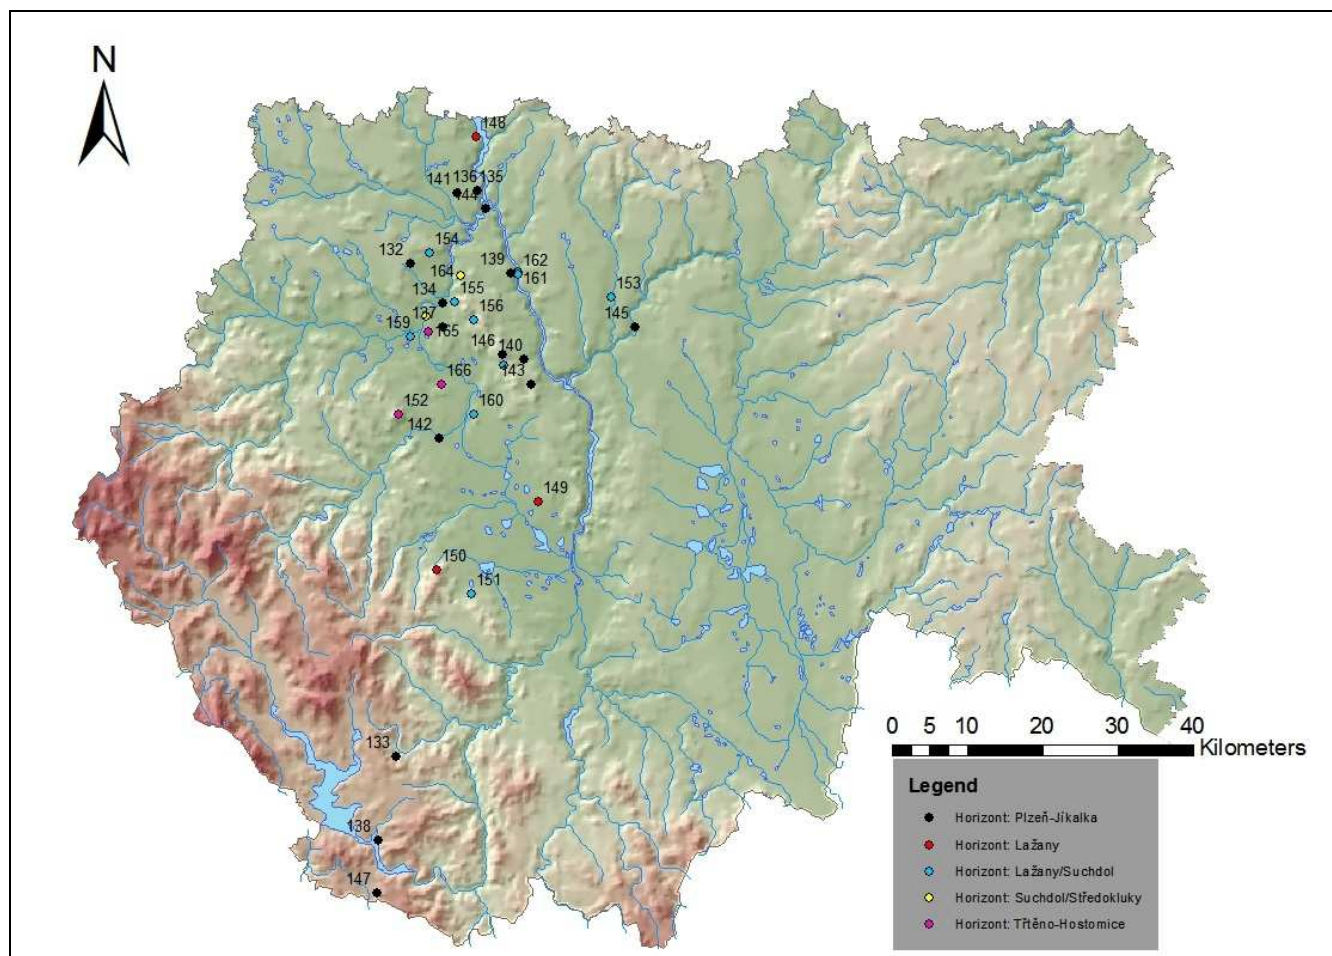 N
148
141 136 135
144
132
154
139 162
164
161
153
134 155
156
145
137
159 165
146 140
143
166
152
160
142
149
150
151
133
138
147
0 5 10 20 30 40
Kilometers
Legend
Horizont: Plzeň-Jíkalka
Horizont: Lažany
Horizont: Lažany/Suchdol
Horizont: Suchdol/Středokluky
Horizont: Třtěno-Hostomice